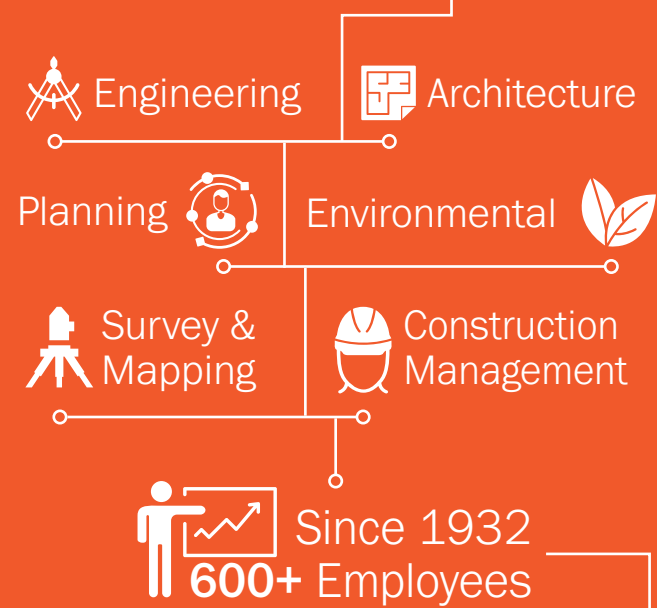 Engineering
Architecture
Planning
Environmental
Survey &
Mapping
Construction
Management
Since 1932
600+ Employees